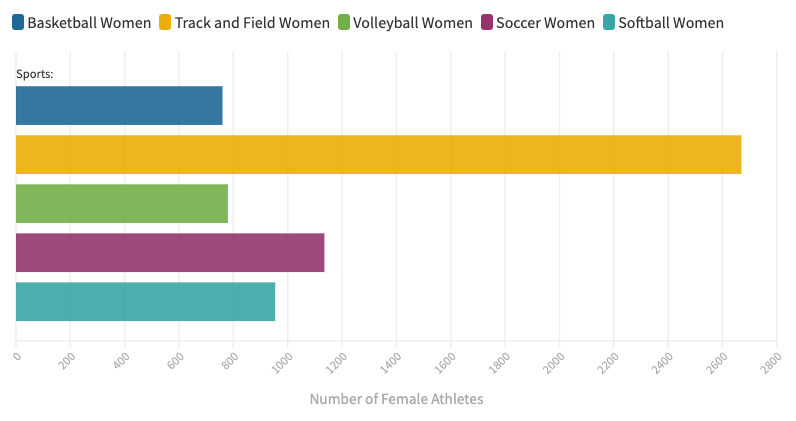 Basketball Women Track and Field Women Volleyball Women Soccer Women Softball Women
Sports:
0 200 400 600 800 1000 1200 1400 1600 1800 2000 2200 2400 2600 2800
Number of Female Athletes